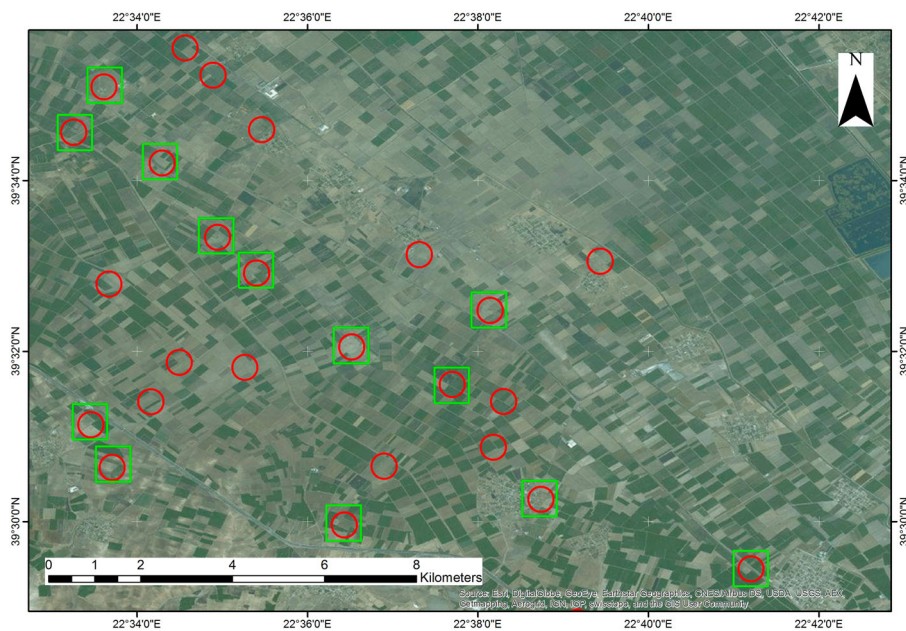 22°34'0"E 22°36'0"E 22°38'0"E 22°40'0"E 22°42'0"E
N
39°34'0"N 39°34'0"N
39°32'0"N 39°32'0"N
39°30'0"N 39°30'0"N
0 1 2 4 6 8
Kilometers
Source: Esri, DigitalGlobe, GeoEye, Earthstar Geographics, CNES/Airbus DS, USDA, USGS, AEX,
Getmapping, Aerogrid, IGN, IGP, swisstopo, and the GIS User Community
22°34'0"E 22°36'0"E 22°38'0"E 22°40'0"E 22°42'0"E